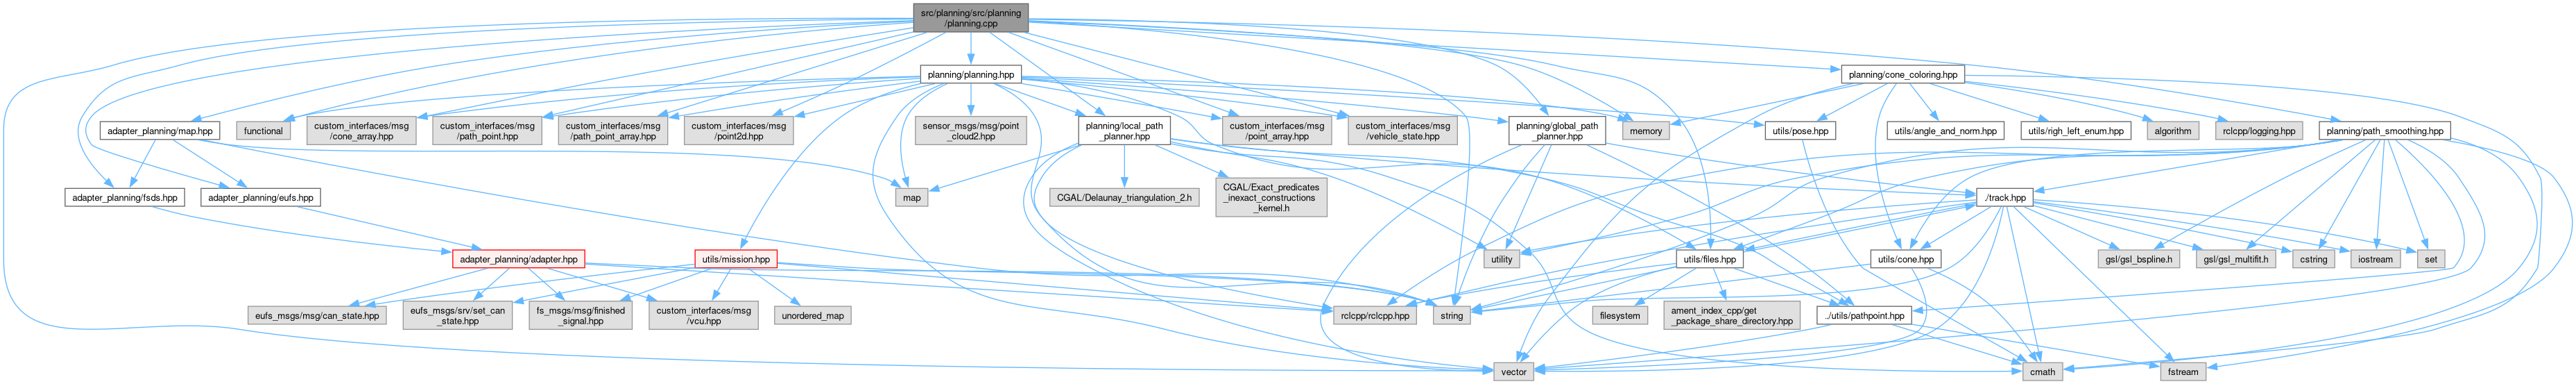 src/planning/src/planning
/planning.cpp
planning/planning.hpp
planning/cone_coloring.hpp
adapter_planning/map.hpp
functional
custom_interfaces/msg
/cone_array.hpp
custom_interfaces/msg
/path_point.hpp
custom_interfaces/msg
/path_point_array.hpp
custom_interfaces/msg
/point2d.hpp
sensor_msgs/msg/point
_cloud2.hpp
planning/local_path
_planner.hpp
custom_interfaces/msg
/point_array.hpp
custom_interfaces/msg
/vehicle_state.hpp
planning/global_path
_planner.hpp
memory
utils/pose.hpp
utils/angle_and_norm.hpp
utils/righ_left_enum.hpp
algorithm
rclcpp/logging.hpp
planning/path_smoothing.hpp
adapter_planning/fsds.hpp
adapter_planning/eufs.hpp
map
CGAL/Delaunay_triangulation_2.h
CGAL/Exact_predicates
_inexact_constructions
_kernel.h
./track.hpp
adapter_planning/adapter.hpp
utils/mission.hpp
utility
utils/files.hpp
utils/cone.hpp
gsl/gsl_bspline.h
gsl/gsl_multifit.h
cstring
iostream
set
eufs_msgs/msg/can_state.hpp
eufs_msgs/srv/set_can
_state.hpp
fs_msgs/msg/finished
_signal.hpp
custom_interfaces/msg
/vcu.hpp
unordered_map
rclcpp/rclcpp.hpp
string
filesystem
ament_index_cpp/get
_package_share_directory.hpp
../utils/pathpoint.hpp
vector
cmath
fstream